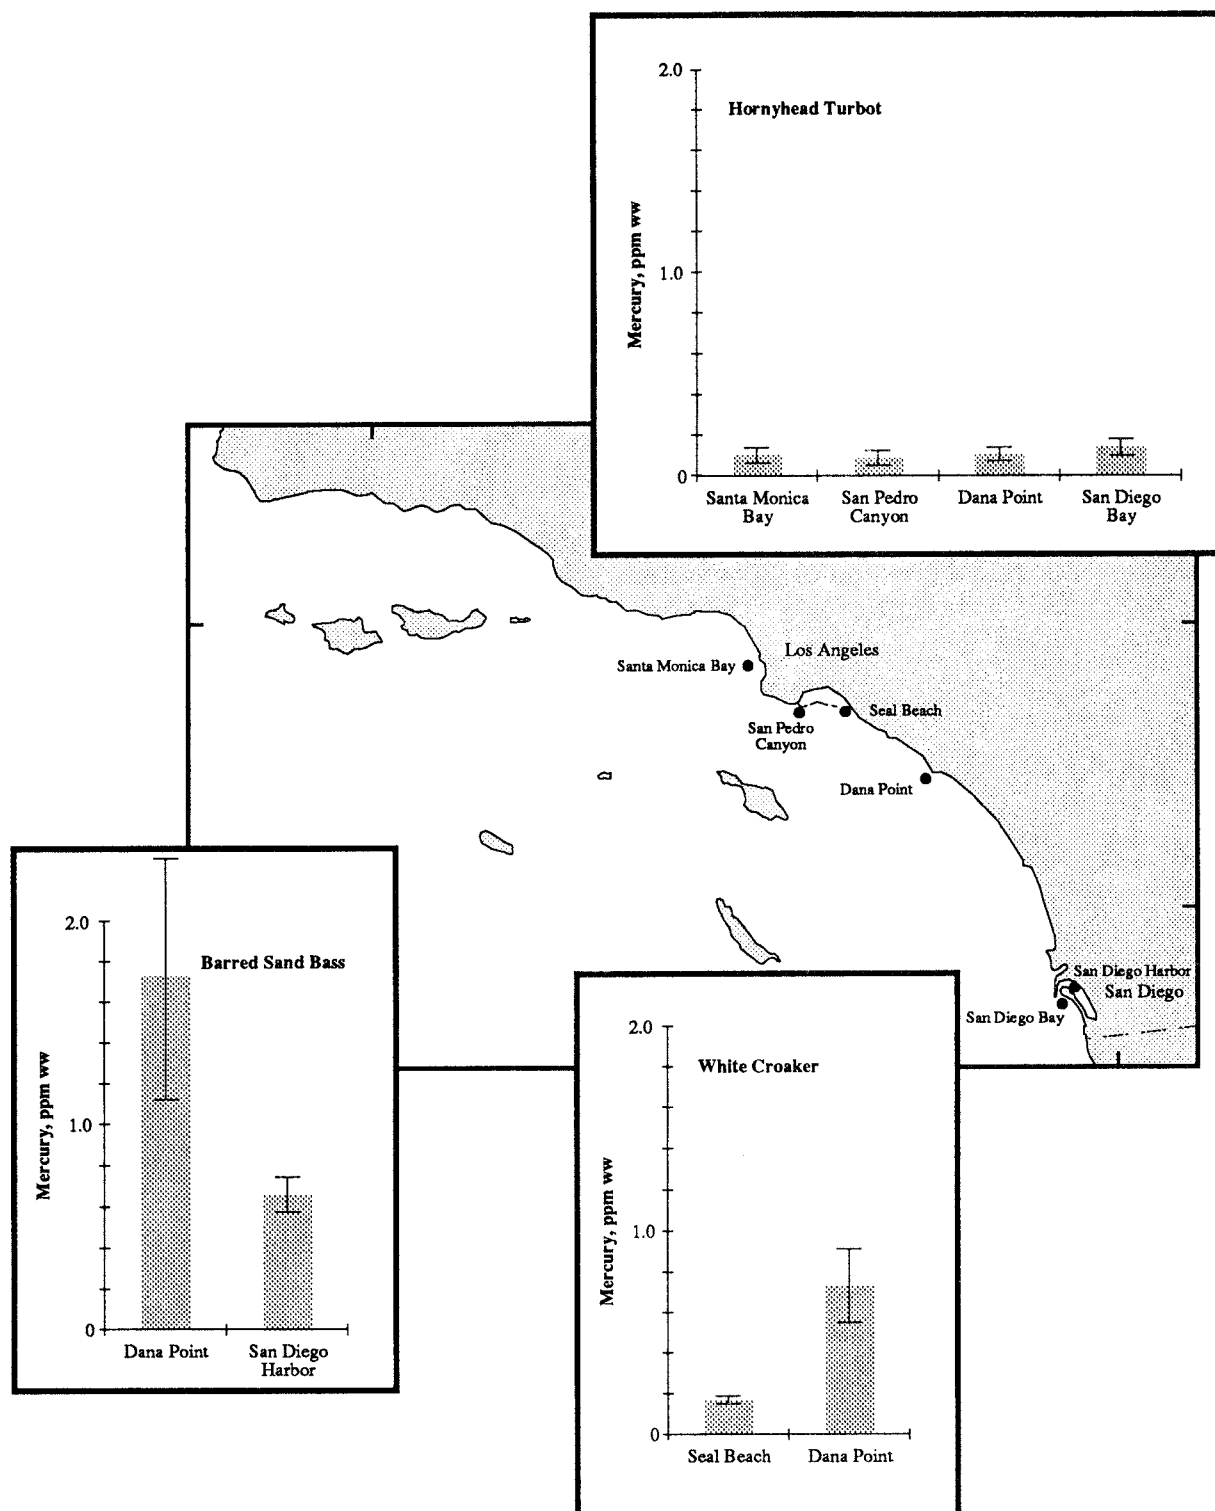 2.0
Hornyhead Turbot
Mercury, ppm ww
1.0
0
Santa Monica
Bay
San Pedro
Canyon
Dana Point
San Diego
Bay
Los Angeles
Santa Monica Bay
San Pedro
Canyon
Seal Beach
Dana Point
San Diego Harbor
San Diego
San Diego Bay
2.0
Barred Sand Bass
Mercury, ppm ww
1.0
0
Dana Point
San Diego
Harbor
2.0
White Croaker
Mercury, ppm ww
1.0
0
Seal Beach
Dana Point